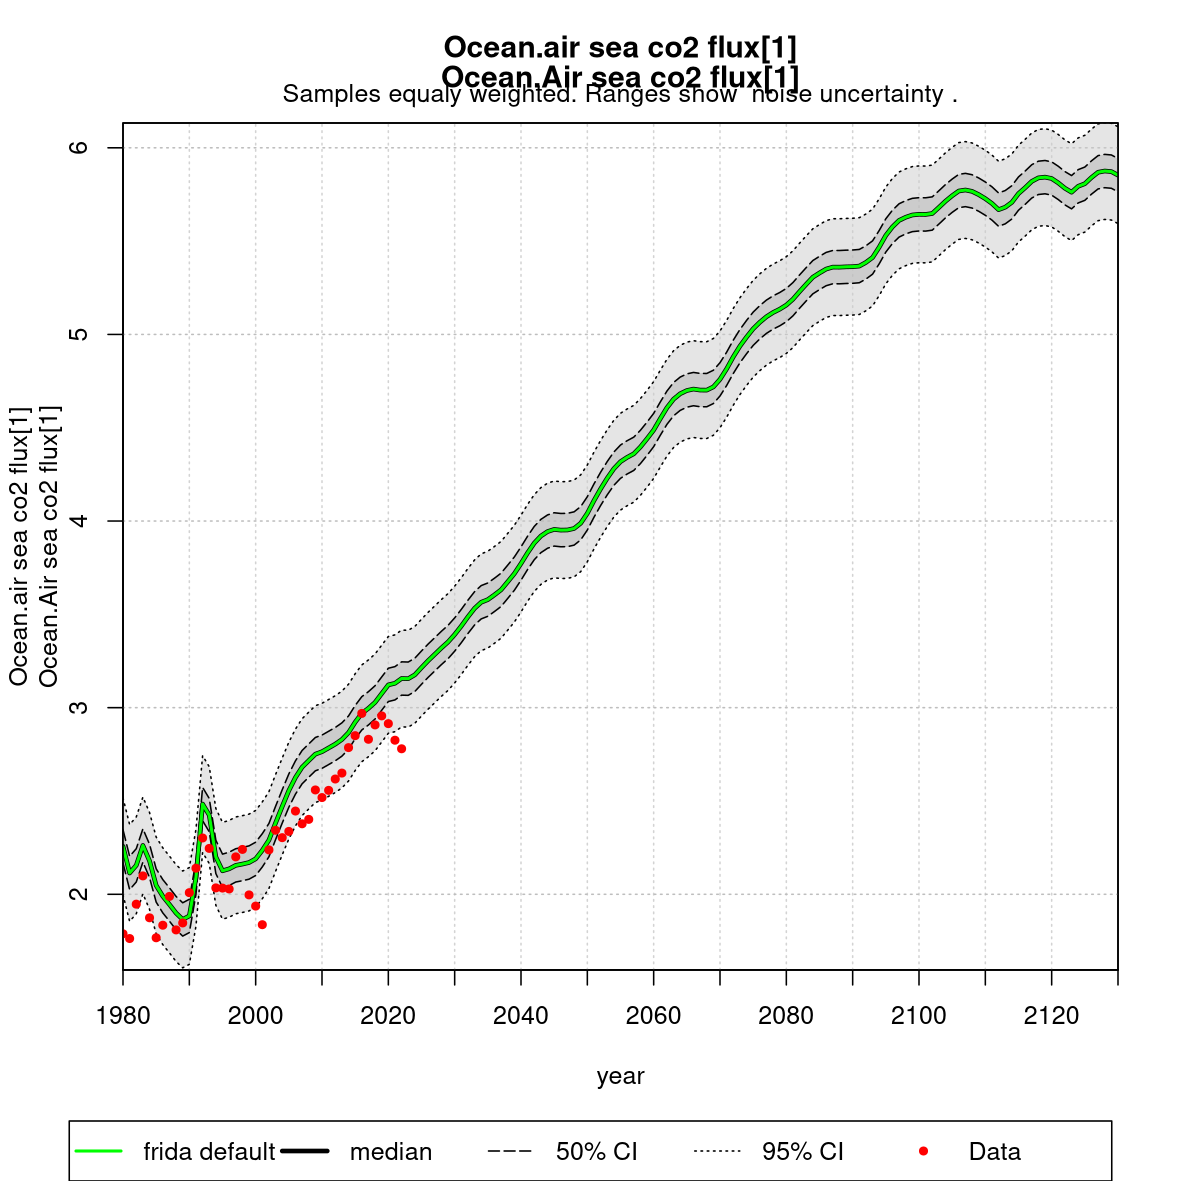 Ocean.air sea co2 flux[1]
Ocean.Air sea co2 flux[1]
Samples equaly weighted. Ranges show  noise uncertainty .
Ocean.air sea co2 flux[1]
Ocean.Air sea co2 flux[1]
6
5
4
3
2
1980 2000 2020 2040 2060 2080 2100 2120
year
frida default median 50% CI 95% CI Data